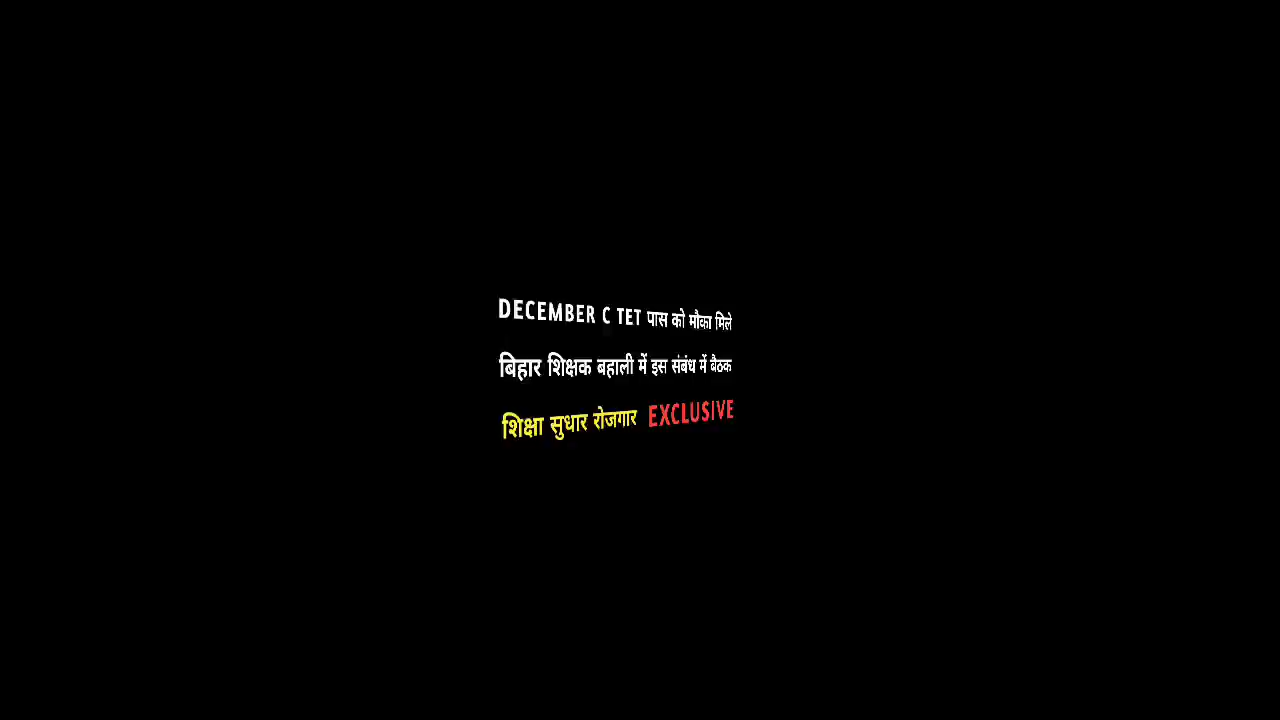 DECEMBER C TET पास को मौका मिले
बिहार शिक्षक बहाली में इस संबंध में बैठक
शिक्षा सुधार रोजगार EXCLUSIVE